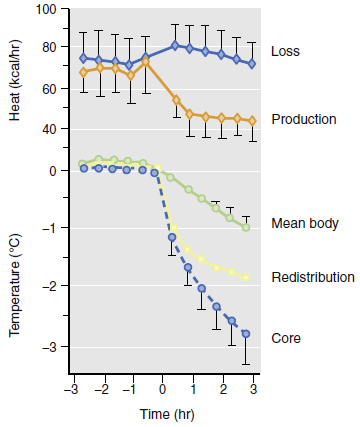 Heat (kcal/hr)
100
80
60
40
Loss
Production
Temperature (°C)
0
–1
–2
–3
Mean body
Redistribution
Core
–3 –2 –1 0 1 2 3
Time (hr)